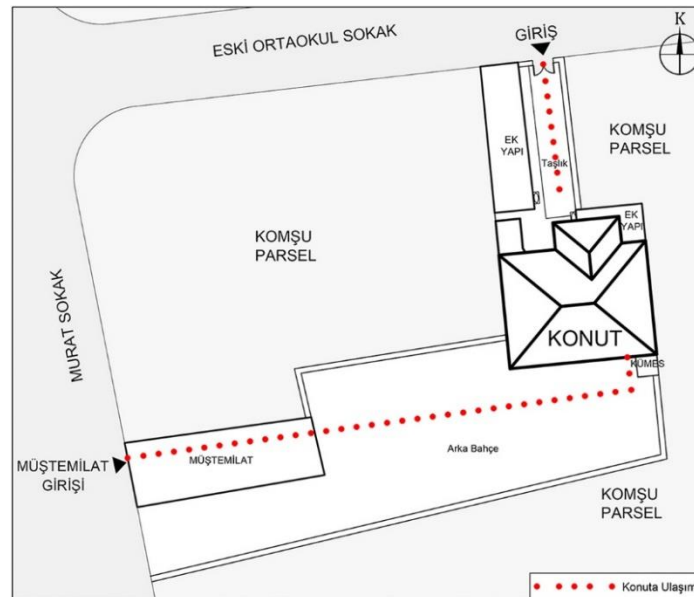 ESKİ ORTAOKUL SOKAK
GİRİŞ
K
EK
YAPI
Taşlık
KOMŞU
PARSEL
EK
YAPI
KOMŞU
PARSEL
MURAT SOKAK
KONUT
KÜMES
MÜŞTEMİLAT
GİRİŞİ
MÜŞTEMİLAT
Arka Bahçe
KOMŞU
PARSEL
Konuta Ulaşım